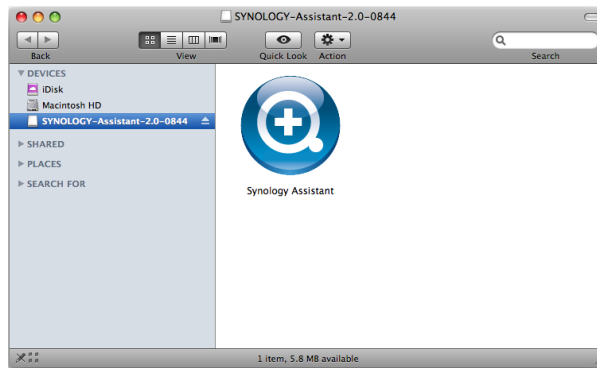 SYNOLOGY-Assistant-2.0-0844
Back
View
Quick Look
Action
Search
DEVICES
iDisk
Macintosh HD
SYNOLOGY-Assistant-2.0-0844
SHARED
PLACES
SEARCH FOR
Synology Assistant
1 item, 5.8 MB available